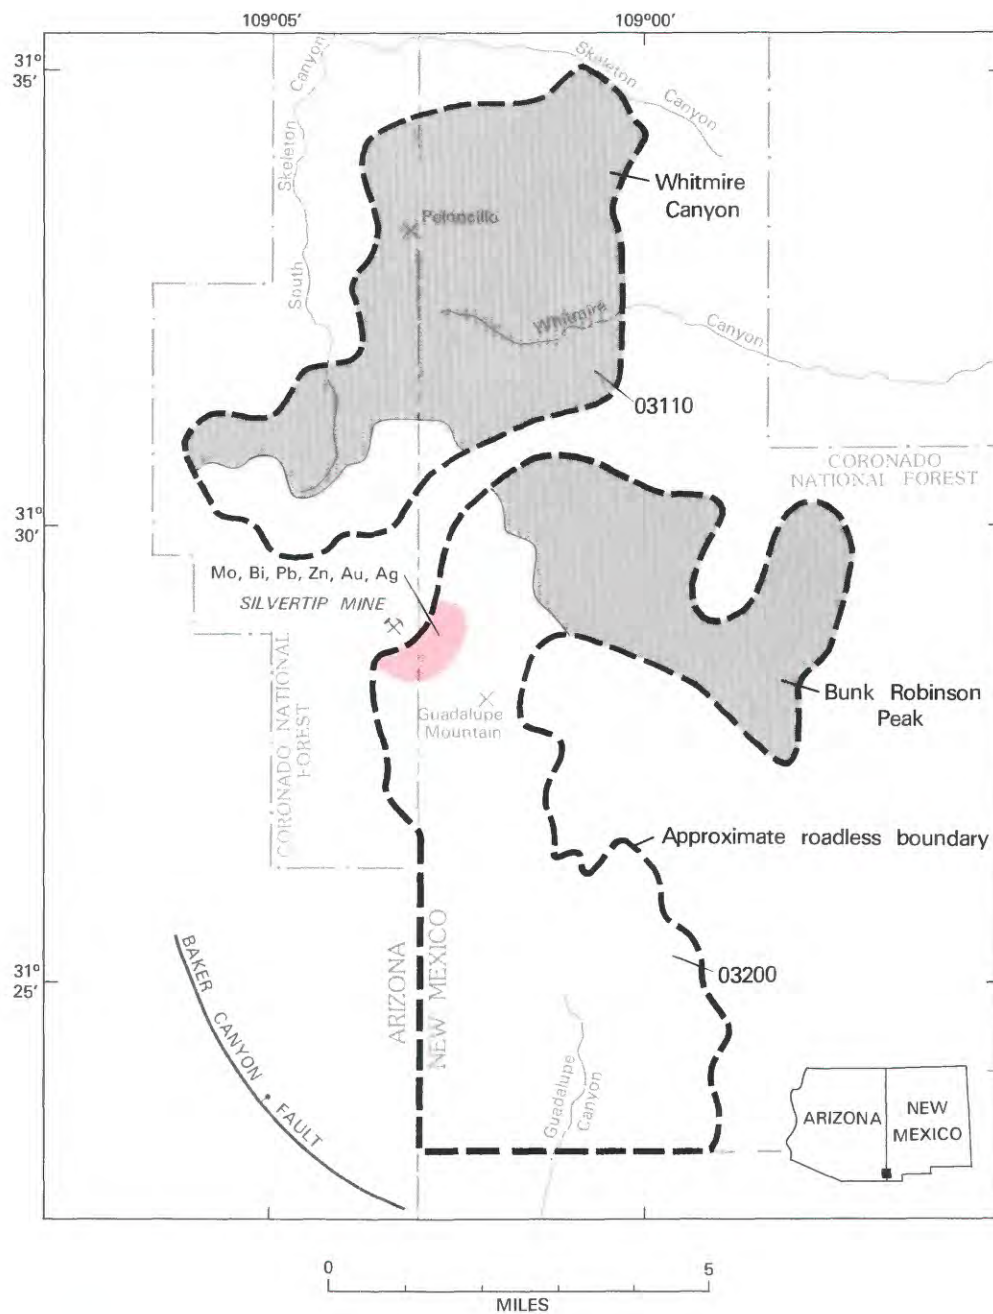 109°05′
109°00′
31°
35′
Skeleton
Canyon
Skeleton
Canyon
South
Whitmire
Canyon
Peloncillo
Whitmire
Canyon
03110
CORONADO
NATIONAL FOREST
31°
30′
Mo, Bi, Pb, Zn, Au, Ag
SILVERTIP MINE
Guadalupe
Mountain
Bunk Robinson
Peak
CORONADO NATIONAL
FOREST
Approximate roadless boundary
ARIZONA
NEW MEXICO
31°
25′
03200
BAKER CANYON FAULT
Guadalupe
Canyon
ARIZONA
NEW
MEXICO
0
5
MILES